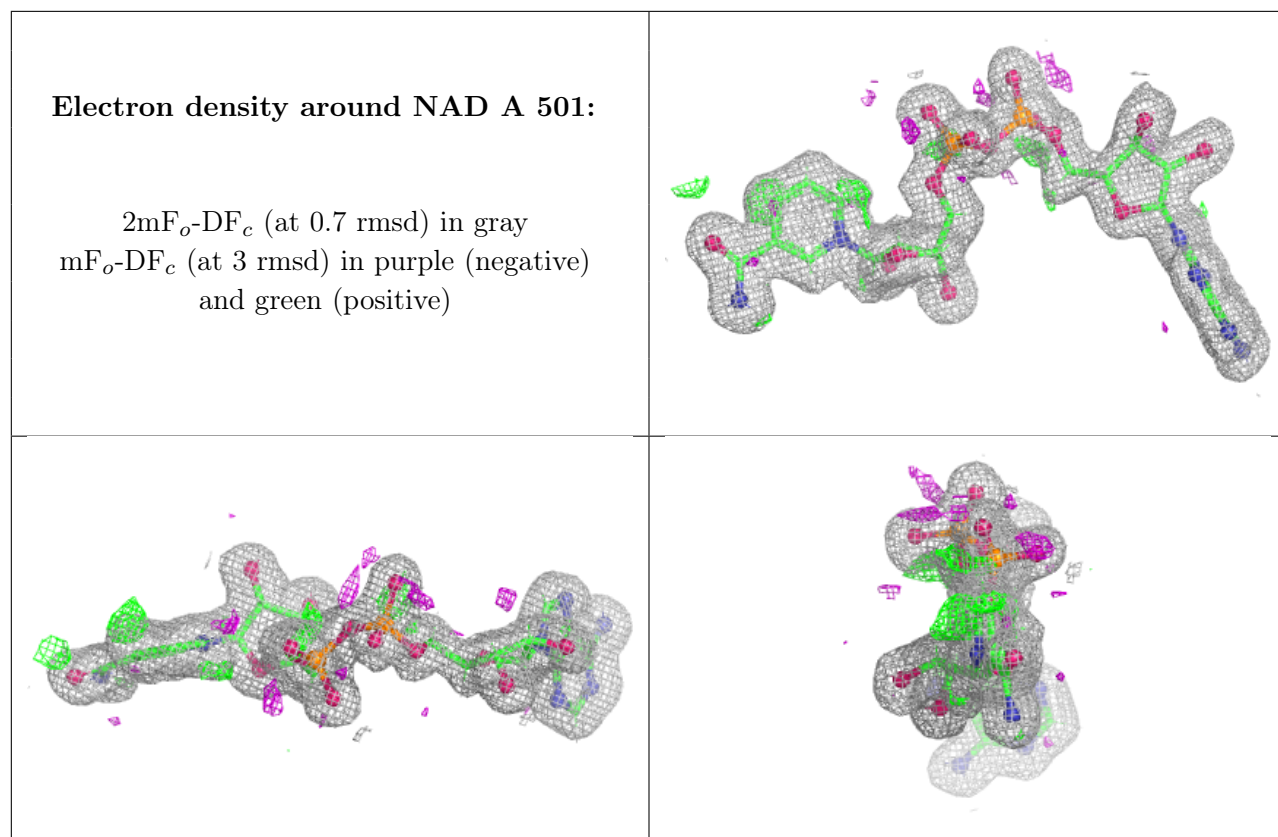 Electron density around NAD A 501:
2mFo-DFc (at 0.7 rmsd) in gray
mFo-DFc (at 3 rmsd) in purple (negative)
and green (positive)